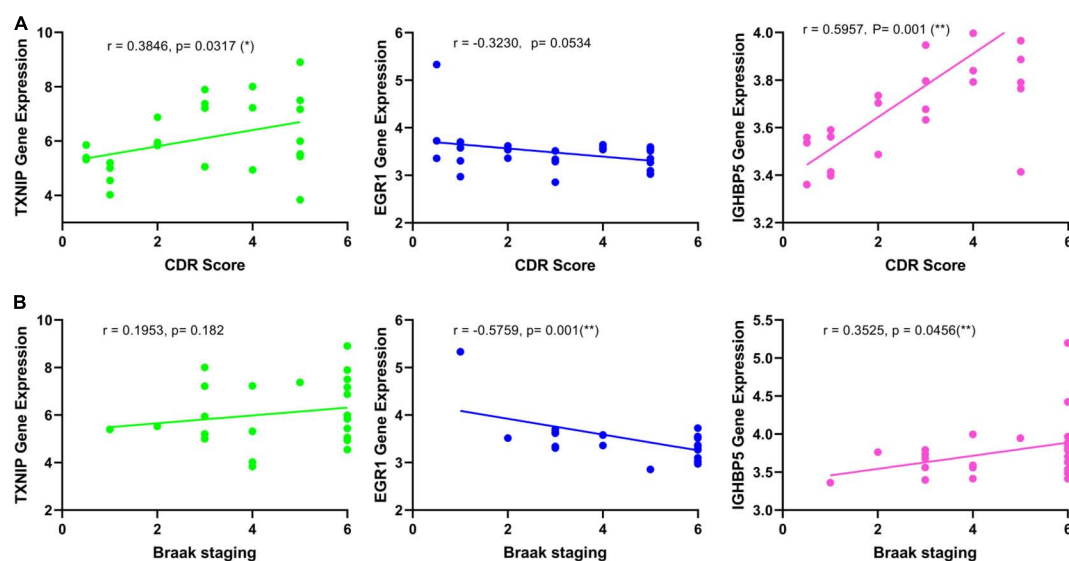 A
r = 0.3846, p= 0.0317 (*)
TXNIP Gene Expression
10
8
6
4
0 2 4 6
CDR Score
r = -0.3230, p= 0.0534
EGR1 Gene Expression
6
5
4
3
2
0 2 4 6
CDR Score
r = 0.5957, P= 0.001 (**)
IGHBP5 Gene Expression
4.0
3.8
3.6
3.4
3.2
0 2 4 6
CDR Score
B
r = 0.1953, p= 0.182
TXNIP Gene Expression
10
8
6
4
2
0 2 4 6
Braak staging
r = -0.5759, p= 0.001(**)
EGR1 Gene Expression
6
5
4
3
2
0 2 4 6
Braak staging
r = 0.3525, p = 0.0456(**)
IGHBP5 Gene Expression
5.5
5.0
4.5
4.0
3.5
3.0
0 2 4 6
Braak staging